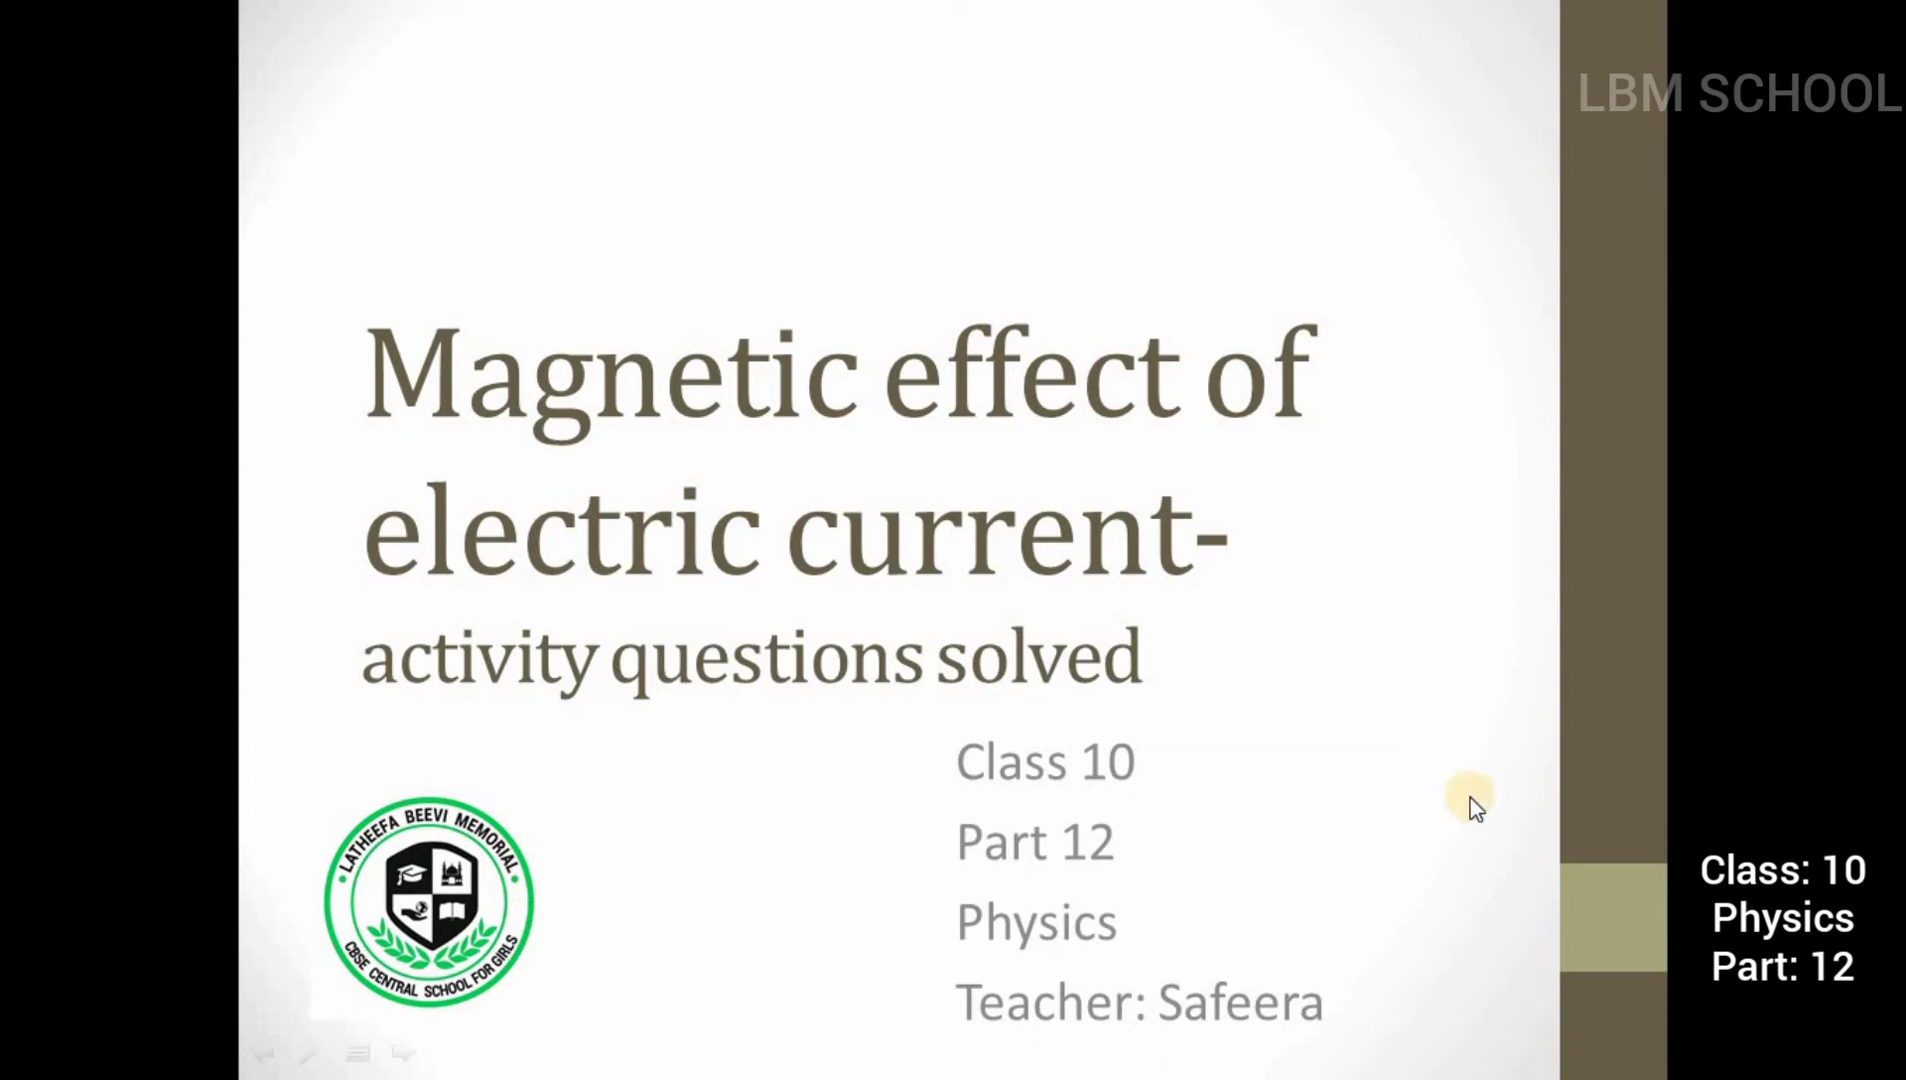 LBM SCHOOL
Magnetic effect of
electric current-
activity questions solved
Class 10
Part 12
Physics
Teacher: Safeera
LATHEEFA BEEVI MEMORIAL
CBSE CENTRAL SCHOOL FOR GIRLS
Class: 10
Physics
Part: 12